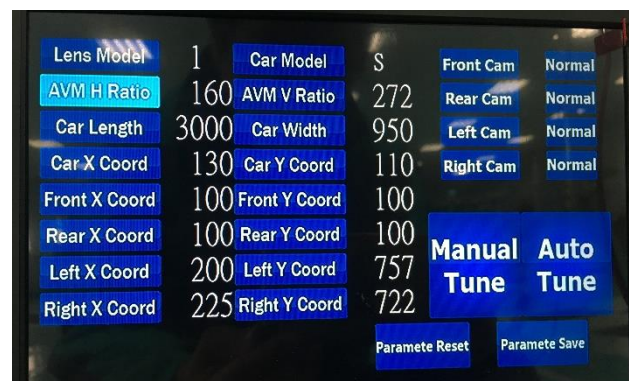 Lens Model 1 Car Model S Front Cam Normal
AVM H Ratio 160 AVM V Ratio 272 Rear Cam Normal
Car Length 3000 Car Width 950 Left Cam Normal
Car X Coord 130 Car Y Coord 110 Right Cam Normal
Front X Coord 100 Front Y Coord 100
Rear X Coord 100 Rear Y Coord 100
Left X Coord 200 Left Y Coord 757
Right X Coord 225 Right Y Coord 722
Manual Tune
Auto Tune
Paramete Reset Paramete Save